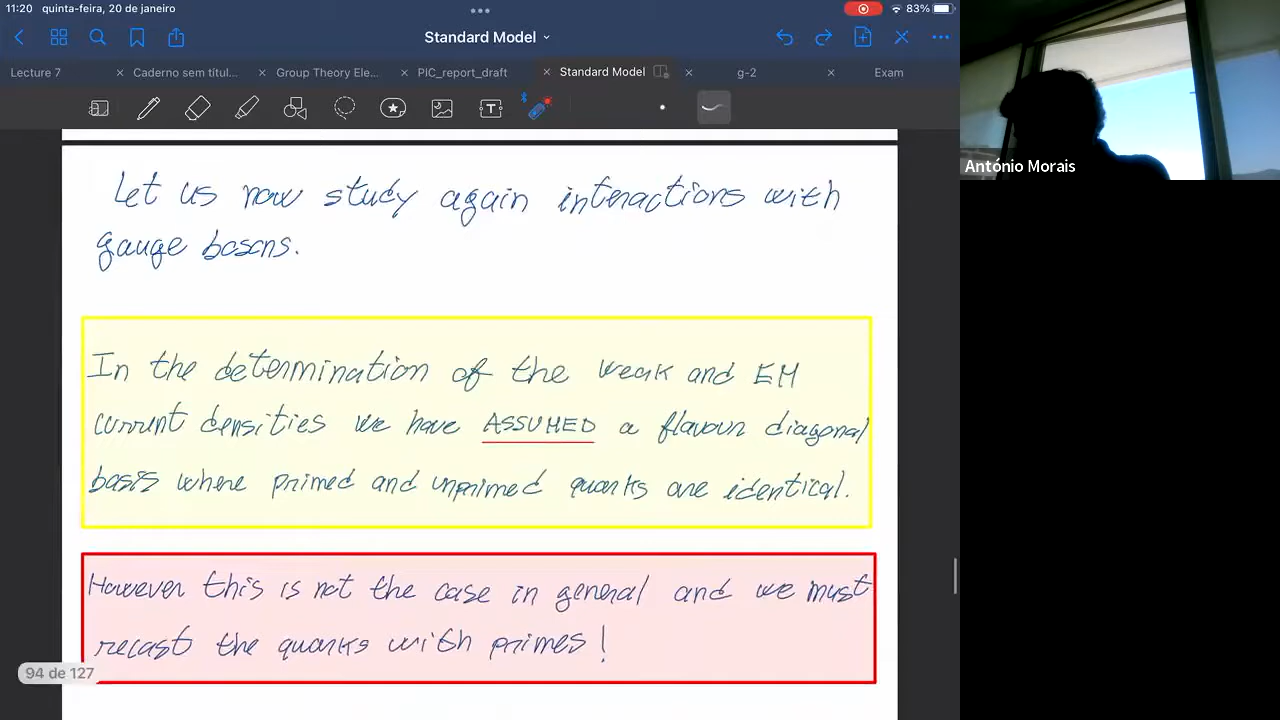 11:20 quinta-feira, 20 de janeiro
83%
Standard Model
Lecture 7
Caderno sem títul...
Group Theory Ele...
PIC_report_draft
Standard Model
g-2
Exam
António Morais
Let us now study again interactions with
gauge bosons.
In the determination of the weak and EM
current densities we have ASSUMED a flavour diagonal
basis where primed and unprimed quarks are identical.
However this is not the case in general and we must
recast the quarks with primes!
94 de 127